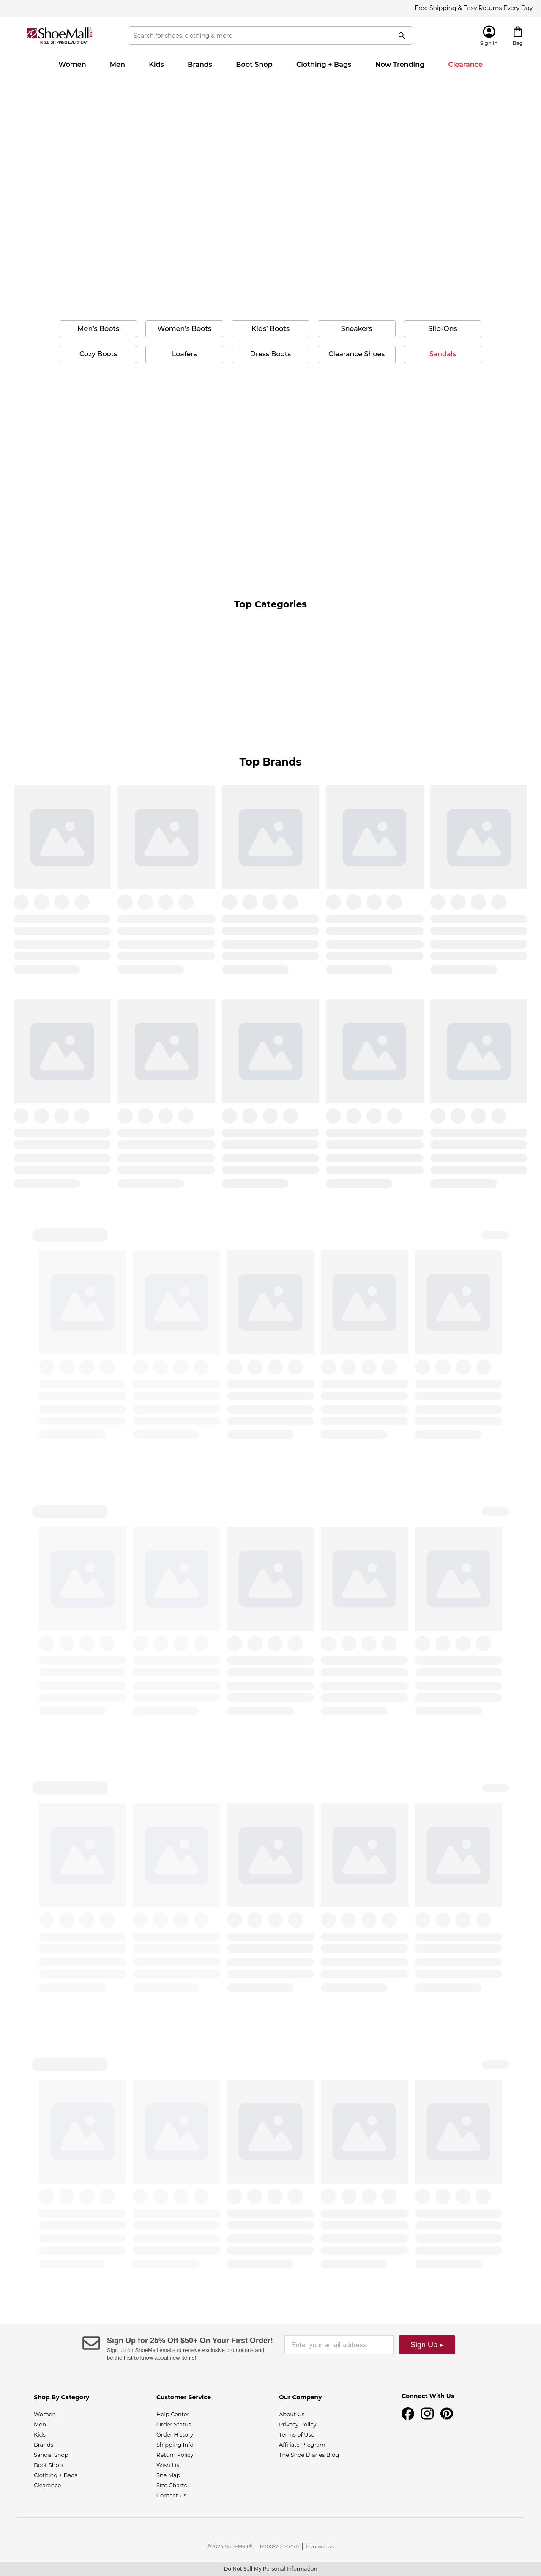 Free Shipping & Easy Returns Every Day
ShoeMall
FREE SHIPPING EVERY DAY
Search for shoes, clothing & more
Sign In
Bag
Women Men Kids Brands Boot Shop Clothing + Bags Now Trending Clearance
Men's Boots Women's Boots Kids' Boots Sneakers Slip-Ons
Cozy Boots Loafers Dress Boots Clearance Shoes Sandals
Top Categories
Top Brands
Sign Up for 25% Off $50+ On Your First Order!
Sign up for ShoeMall emails to receive exclusive promotions and
be the first to know about new items!
Enter your email address
Sign Up ▸
Shop By Category
Women
Men
Kids
Brands
Sandal Shop
Boot Shop
Clothing + Bags
Clearance
Customer Service
Help Center
Order Status
Order History
Shipping Info
Return Policy
Wish List
Site Map
Size Charts
Contact Us
Our Company
About Us
Privacy Policy
Terms of Use
Affiliate Program
The Shoe Diaries Blog
Connect With Us
©2024 ShoeMall® | 1-800-704-5478 | Contact Us
Do Not Sell My Personal Information